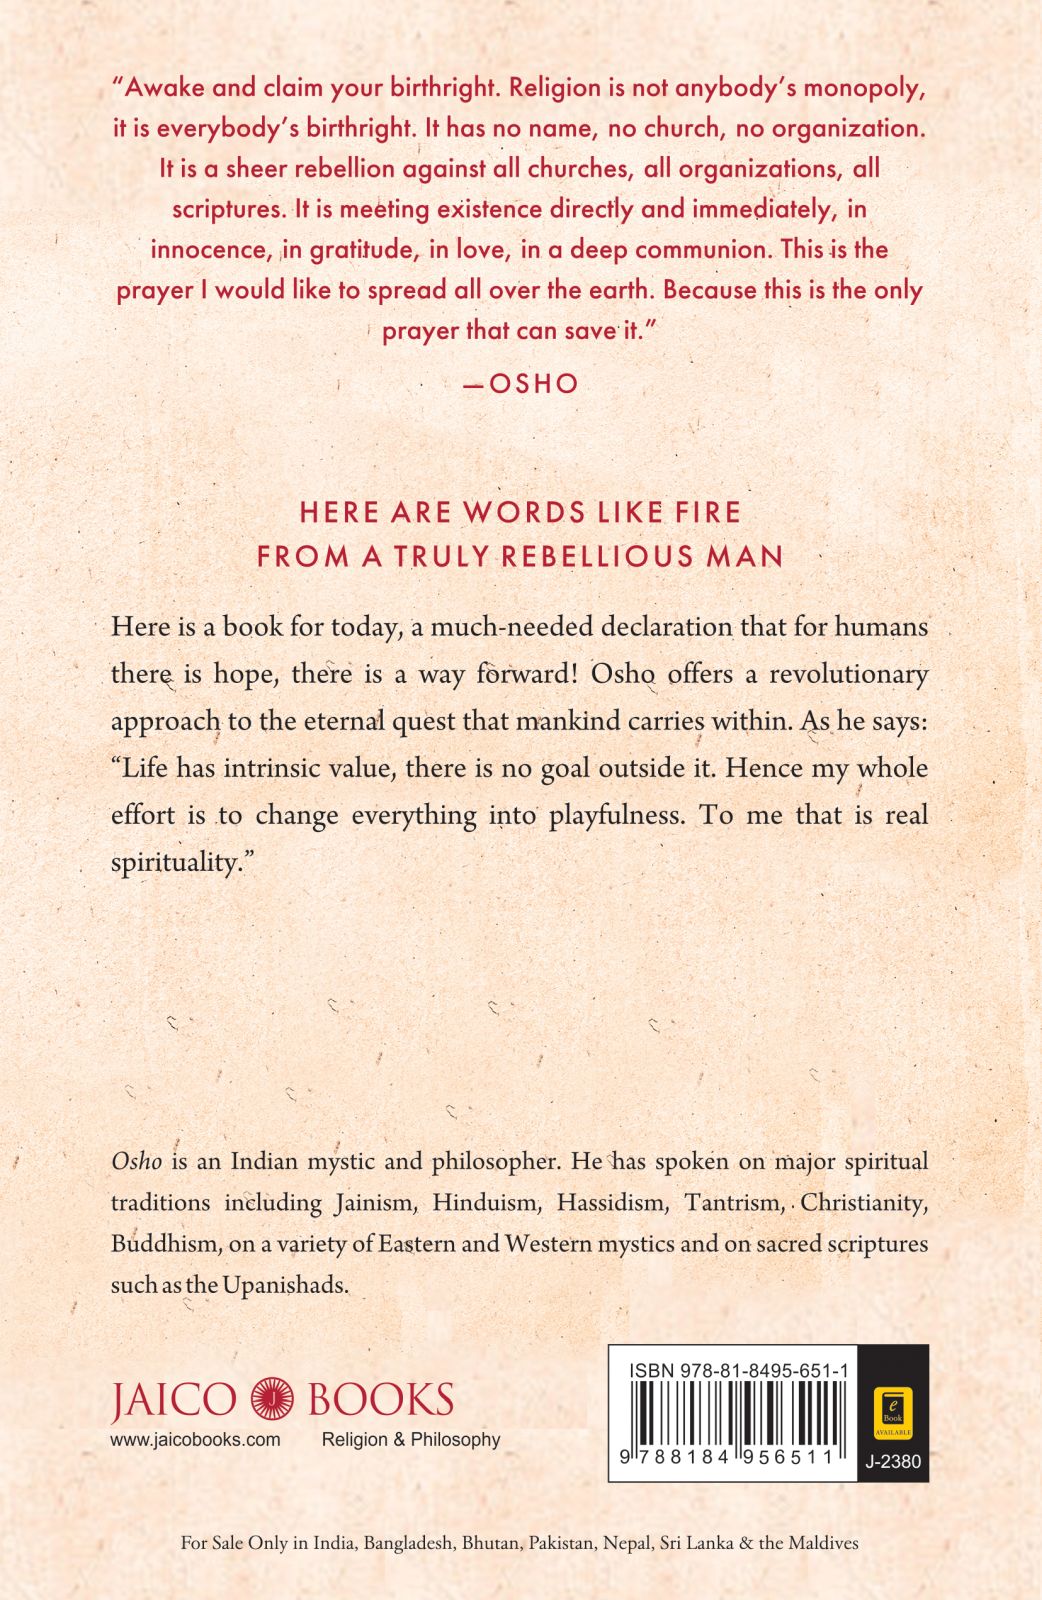 “Awake and claim your birthright. Religion is not anybody’s monopoly,
it is everybody’s birthright. It has no name, no church, no organization.
It is a sheer rebellion against all churches, all organizations, all
scriptures. It is meeting existence directly and immediately, in
innocence, in gratitude, in love, in a deep communion. This is the
prayer I would like to spread all over the earth. Because this is the only
prayer that can save it.”
—OSHO
HERE ARE WORDS LIKE FIRE
FROM A TRULY REBELLIOUS MAN
Here is a book for today, a much-needed declaration that for humans
there is hope, there is a way forward! Osho offers a revolutionary
approach to the eternal quest that mankind carries within. As he says:
“Life has intrinsic value, there is no goal outside it. Hence my whole
effort is to change everything into playfulness. To me that is real
spirituality.”
Osho is an Indian mystic and philosopher. He has spoken on major spiritual
traditions including Jainism, Hinduism, Hassidism, Tantrism, Christianity,
Buddhism, on a variety of Eastern and Western mystics and on sacred scriptures
such as the Upanishads.
JAICO J BOOKS
www.jaicobooks.com Religion & Philosophy
ISBN 978-81-8495-651-1
9 788184 956511
e
Book
AVAILABLE
J-2380
For Sale Only in India, Bangladesh, Bhutan, Pakistan, Nepal, Sri Lanka & the Maldives